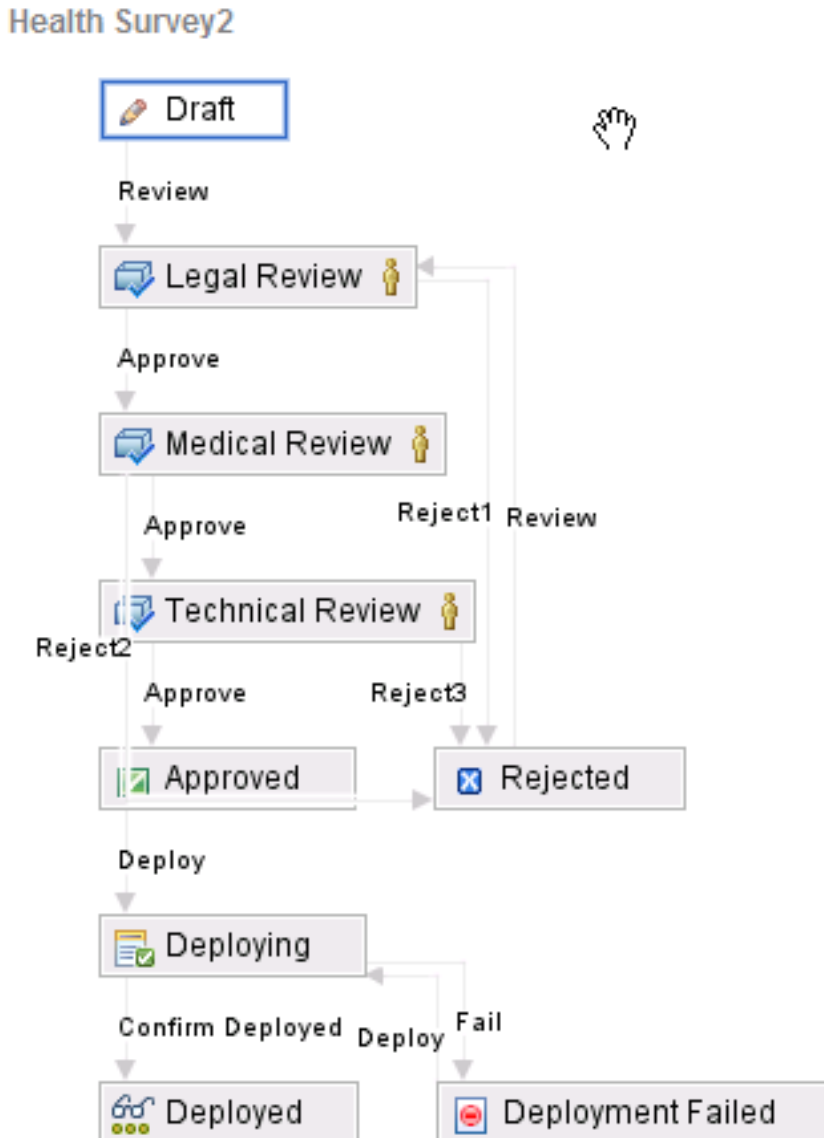 Health Survey2
Draft
Review
Legal Review
Approve
Medical Review
Reject1 Review
Approve
Technical Review
Reject2
Approve Reject3
Approved Rejected
Deploy
Deploying
Confirm Deployed Deploy Fail
Deployed Deployment Failed